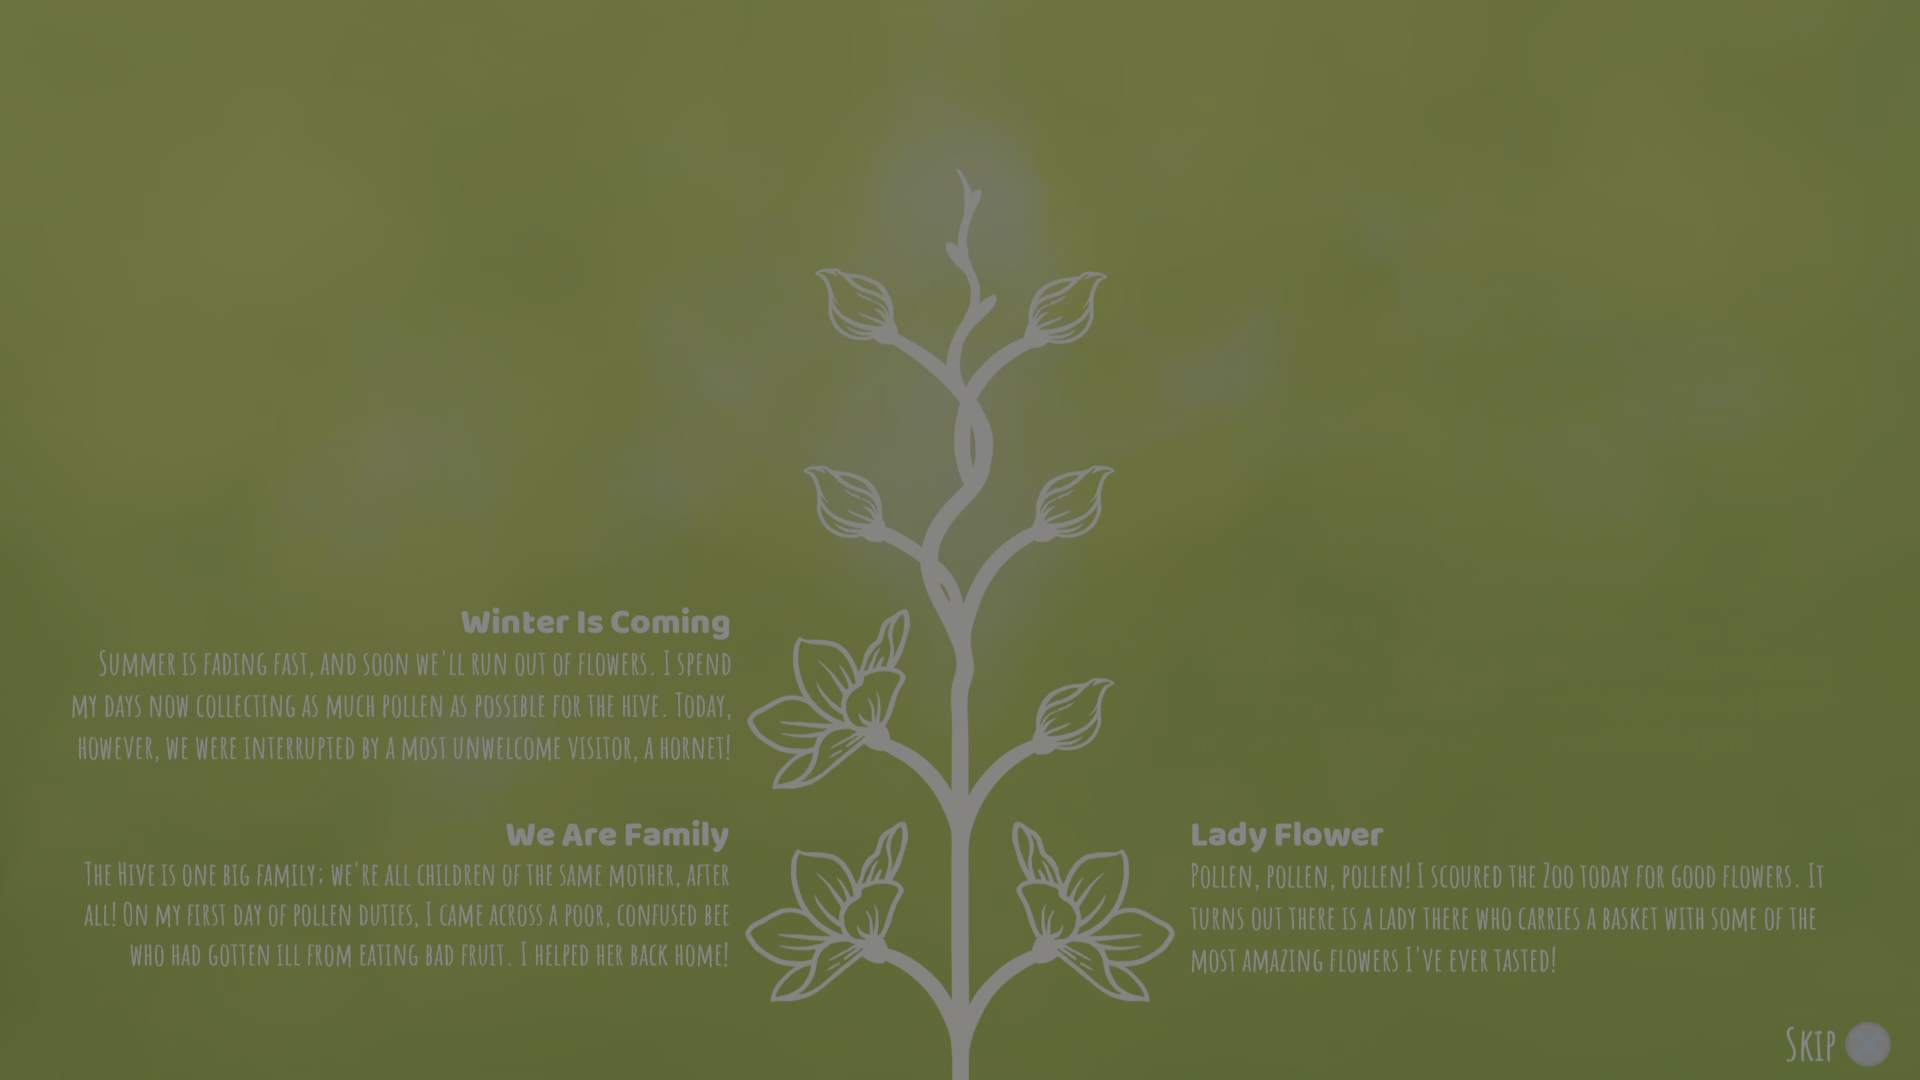 Winter Is Coming
Summer is fading fast, and soon we'll run out of flowers. I spend
my days now collecting as much pollen as possible for the hive. Today,
however, we were interrupted by a most unwelcome visitor, a hornet!
We Are Family
The Hive is one big family; we're all children of the same mother, after
all! On my first day of pollen duties, I came across a poor, confused bee
who had gotten ill from eating bad fruit. I helped her back home!
Lady Flower
Pollen, pollen, pollen! I scoured the Zoo today for good flowers. It
turns out there is a lady there who carries a basket with some of the
most amazing flowers I've ever tasted!
Skip